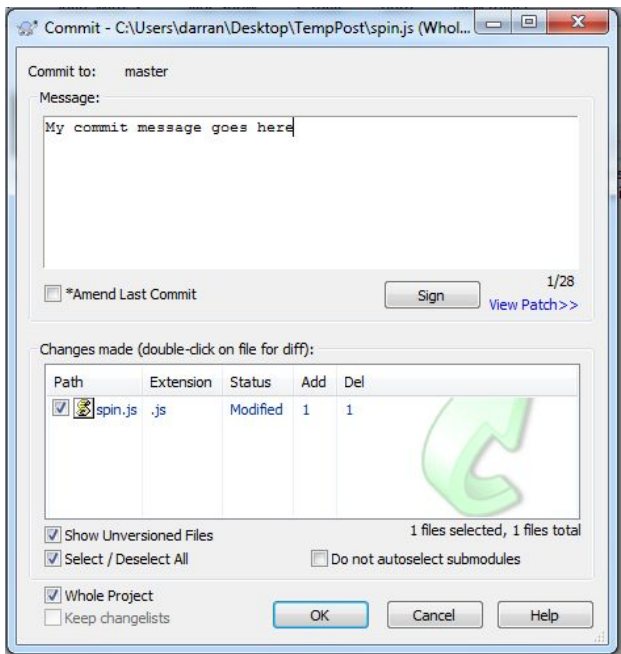 Commit - C:\Users\darran\Desktop\TempPost\spin.js (Whol...
Commit to: master
Message:
My commit message goes here
*Amend Last Commit
Sign
1/28
View Patch>>
Changes made (double-click on file for diff):
Path Extension Status Add Del
spin.js .js Modified 1 1
Show Unversioned Files
1 files selected, 1 files total
Select / Deselect All
Do not autoselect submodules
Whole Project
Keep changelists
OK
Cancel
Help